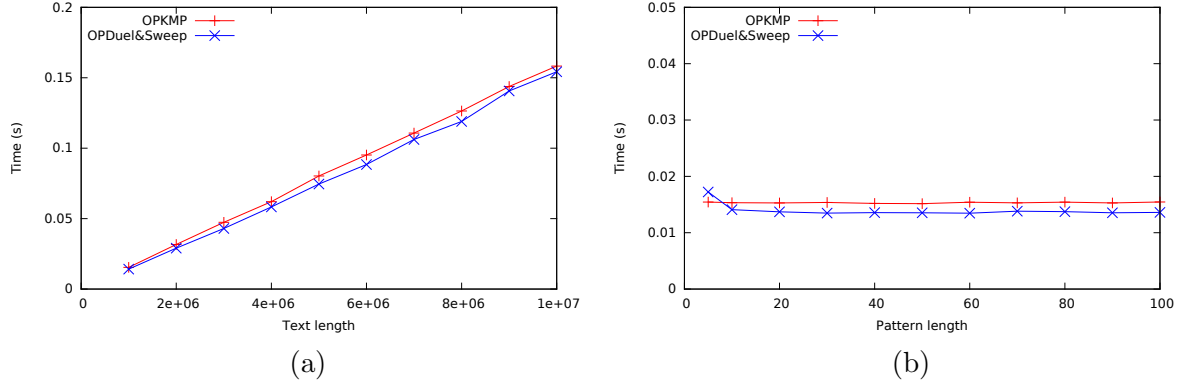 0.2
0.15
0.1
0.05
0
0
2e+06
4e+06
6e+06
8e+06
1e+07
Time (s)
Text length
OPKMP
OPDuel&Sweep
(a)
0.05
0.04
0.03
0.02
0.01
0
0
20
40
60
80
100
Time (s)
Pattern length
OPKMP
OPDuel&Sweep
(b)